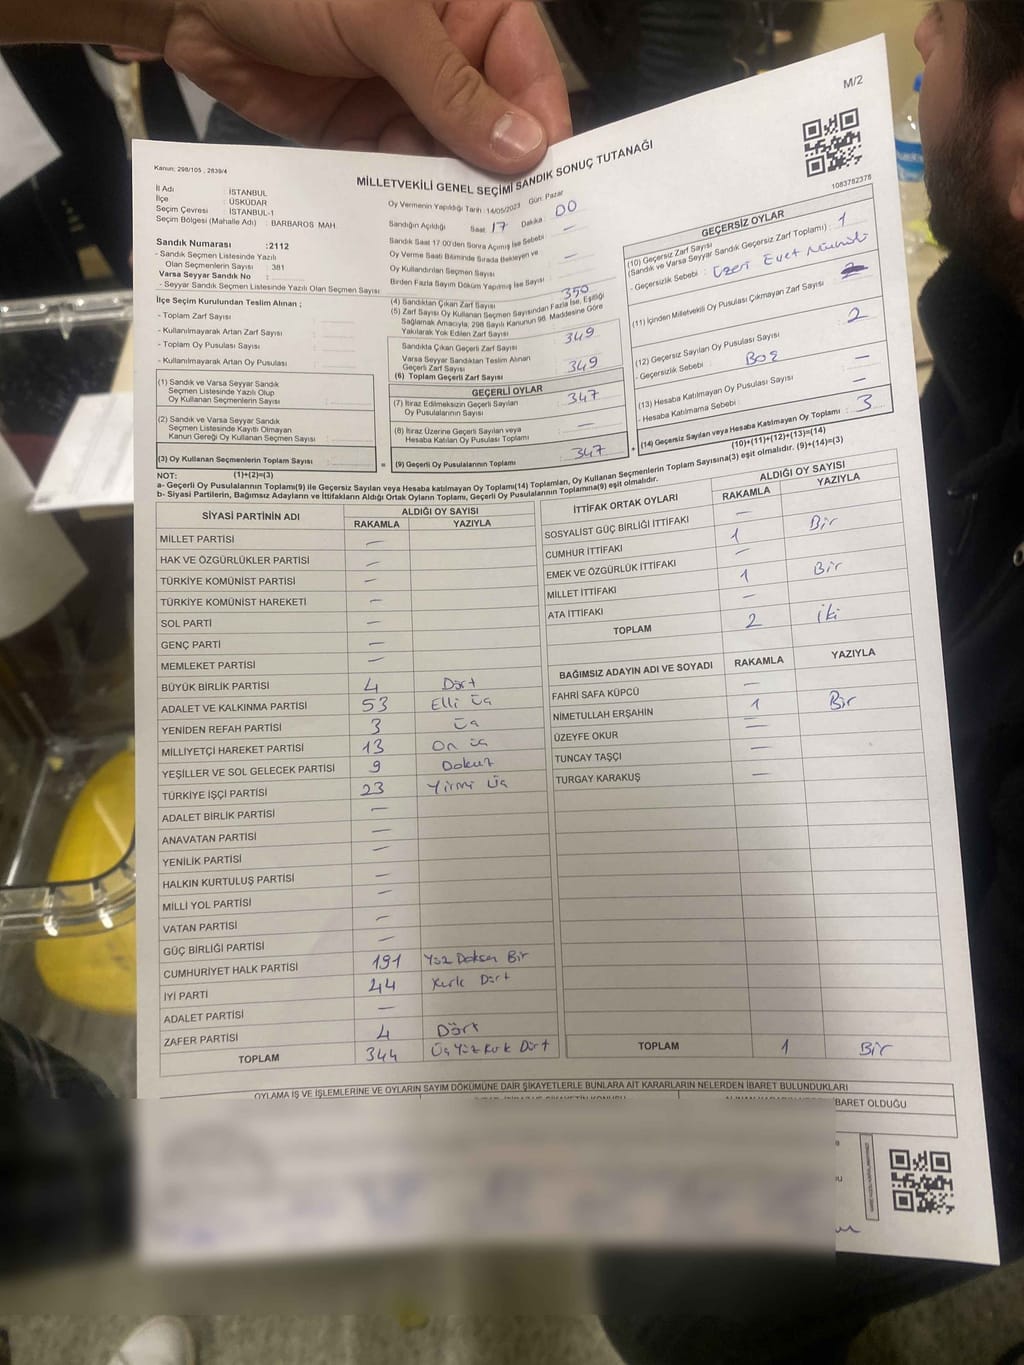 M/2
Kanun: 298/105 , 2839/4
MİLLETVEKİLİ GENEL SEÇİMİ SANDIK SONUÇ TUTANAĞI
1083782378
İl Adı : İSTANBUL
İlçe : ÜSKÜDAR
Seçim Çevresi : İSTANBUL-1
Seçim Bölgesi (Mahalle Adı) : BARBAROS MAH.
Sandık Numarası :2112
- Sandık Seçmen Listesinde Yazılı
Olan Seçmenlerin Sayısı : 381
Varsa Seyyar Sandık No :
- Seyyar Sandık Seçmen Listesinde Yazılı Olan Seçmenlerin Sayısı :
İlçe Seçim Kurulundan Teslim Alınan ;
- Toplam Zarf Sayısı :
- Kullanılmayarak Artan Zarf Sayısı :
- Toplam Oy Pusulası Sayısı :
- Kullanılmayarak Artan Oy Pusulası :
(1) Sandık ve Varsa Seyyar Sandık
Seçmen Listesinde Yazılı Olup
Oy Kullanan Seçmenlerin Sayısı :
(2) Sandık ve Varsa Seyyar Sandık
Seçmen Listesinde Kayıtlı Olmayan
Kanun Gereği Oy Kullanan Seçmen Sayısı :
(3) Oy Kullanan Seçmenlerin Toplam Sayısı :
Oy Vermenin Yapıldığı Tarih : 14/05/2023 Gün: Pazar
Sandığın Açıldığı Saat: 17 Dakika : 00
Sandık Saat 17:00'den Sonra Açılmış İse Sebebi : —
Oy Verme Saati Bitiminde Sırada Bekleyen ve
Oy Kullandırılan Seçmen Sayısı : —
Birden Fazla Sayım Döküm Yapılmış İse Sayısı :
(4) Sandıktan Çıkan Zarf Sayısı : 350
(5) Zarf Sayısı Oy Kullanan Seçmen Sayısından Fazla İse, Eşitliği
Sağlamak Amacıyla, 298 Sayılı Kanunun 98. Maddesine Göre
Yakılarak Yok Edilen Zarf Sayısı :
Sandıkta Çıkan Geçerli Zarf Sayısı : 349
Varsa Seyyar Sandıktan Teslim Alınan
Geçerli Zarf Sayısı :
(6) Toplam Geçerli Zarf Sayısı : 349
GEÇERLİ OYLAR
(7) İtiraz Edilmeksizin Geçerli Sayılan
Oy Pusulalarının Sayısı : 347
(8) İtiraz Üzerine Geçerli Sayılan veya
Hesaba Katılan Oy Pusulası Toplamı : —
= (9) Geçerli Oy Pusulalarının Toplamı : 347
GEÇERSİZ OYLAR
(10) Geçersiz Zarf Sayısı
(Sandık ve Varsa Seyyar Sandık Geçersiz Zarf Toplamı) : 1
- Geçersizlik Sebebi : Üzeri Evet Mühürlü
(11) İçinden Milletvekili Oy Pusulası Çıkmayan Zarf Sayısı :
(12) Geçersiz Sayılan Oy Pusulası Sayısı : 2
- Geçersizlik Sebebi : Boş
(13) Hesaba Katılmayan Oy Pusulası Sayısı : —
- Hesaba Katılmama Sebebi : —
+ (14) Geçersiz Sayılan veya Hesaba Katılmayan Oy Toplamı : 3
NOT: (1)+(2)=(3) (10)+(11)+(12)+(13)=(14)
a- Geçerli Oy Pusulalarının Toplamı(9) ile Geçersiz Sayılan veya Hesaba katılmayan Oy Toplamı(14) Toplamları, Oy Kullanan Seçmenlerin Toplam Sayısına(3) eşit olmalıdır. (9)+(14)=(3)
b- Siyasi Partilerin, Bağımsız Adayların ve İttifakların Aldığı Ortak Oyların Toplamı, Geçerli Oy Pusulalarının Toplamına(9) eşit olmalıdır.
SİYASİ PARTİNİN ADI ALDIĞI OY SAYISI
RAKAMLA YAZIYLA
MİLLET PARTİSİ —
HAK VE ÖZGÜRLÜKLER PARTİSİ —
TÜRKİYE KOMÜNİST PARTİSİ —
TÜRKİYE KOMÜNİST HAREKETİ —
SOL PARTİ —
GENÇ PARTİ —
MEMLEKET PARTİSİ —
BÜYÜK BİRLİK PARTİSİ 4 Dört
ADALET VE KALKINMA PARTİSİ 53 Elli Üç
YENİDEN REFAH PARTİSİ 3 Üç
MİLLİYETÇİ HAREKET PARTİSİ 13 On üç
YEŞİLLER VE SOL GELECEK PARTİSİ 9 Dokuz
TÜRKİYE İŞÇİ PARTİSİ 23 Yirmi Üç
ADALET BİRLİK PARTİSİ —
ANAVATAN PARTİSİ —
YENİLİK PARTİSİ —
HALKIN KURTULUŞ PARTİSİ —
MİLLİ YOL PARTİSİ —
VATAN PARTİSİ —
GÜÇ BİRLİĞİ PARTİSİ —
CUMHURİYET HALK PARTİSİ 191 Yüz Doksan Bir
İYİ PARTİ 44 Kırk Dört
ADALET PARTİSİ —
ZAFER PARTİSİ 4 Dört
TOPLAM 344 Üç Yüz Kırk Dört
İTTİFAK ORTAK OYLARI ALDIĞI OY SAYISI
RAKAMLA YAZIYLA
SOSYALİST GÜÇ BİRLİĞİ İTTİFAKI —
CUMHUR İTTİFAKI 1 Bir
EMEK VE ÖZGÜRLÜK İTTİFAKI —
MİLLET İTTİFAKI 1 Bir
ATA İTTİFAKI —
TOPLAM 2 iki
BAĞIMSIZ ADAYIN ADI VE SOYADI RAKAMLA YAZIYLA
FAHRİ SAFA KÜPCÜ —
NİMETULLAH ERŞAHİN 1 Bir
ÜZEYFE OKUR —
TUNCAY TAŞÇI —
TURGAY KARAKUŞ —
TOPLAM 1 Bir
OYLAMA İŞ VE İŞLEMLERİNE VE OYLARIN SAYIM DÖKÜMÜNE DAİR ŞİKAYETLERLE BUNLARA AİT KARARLARIN NELERDEN İBARET BULUNDUKLARI
BARET OLDUĞU